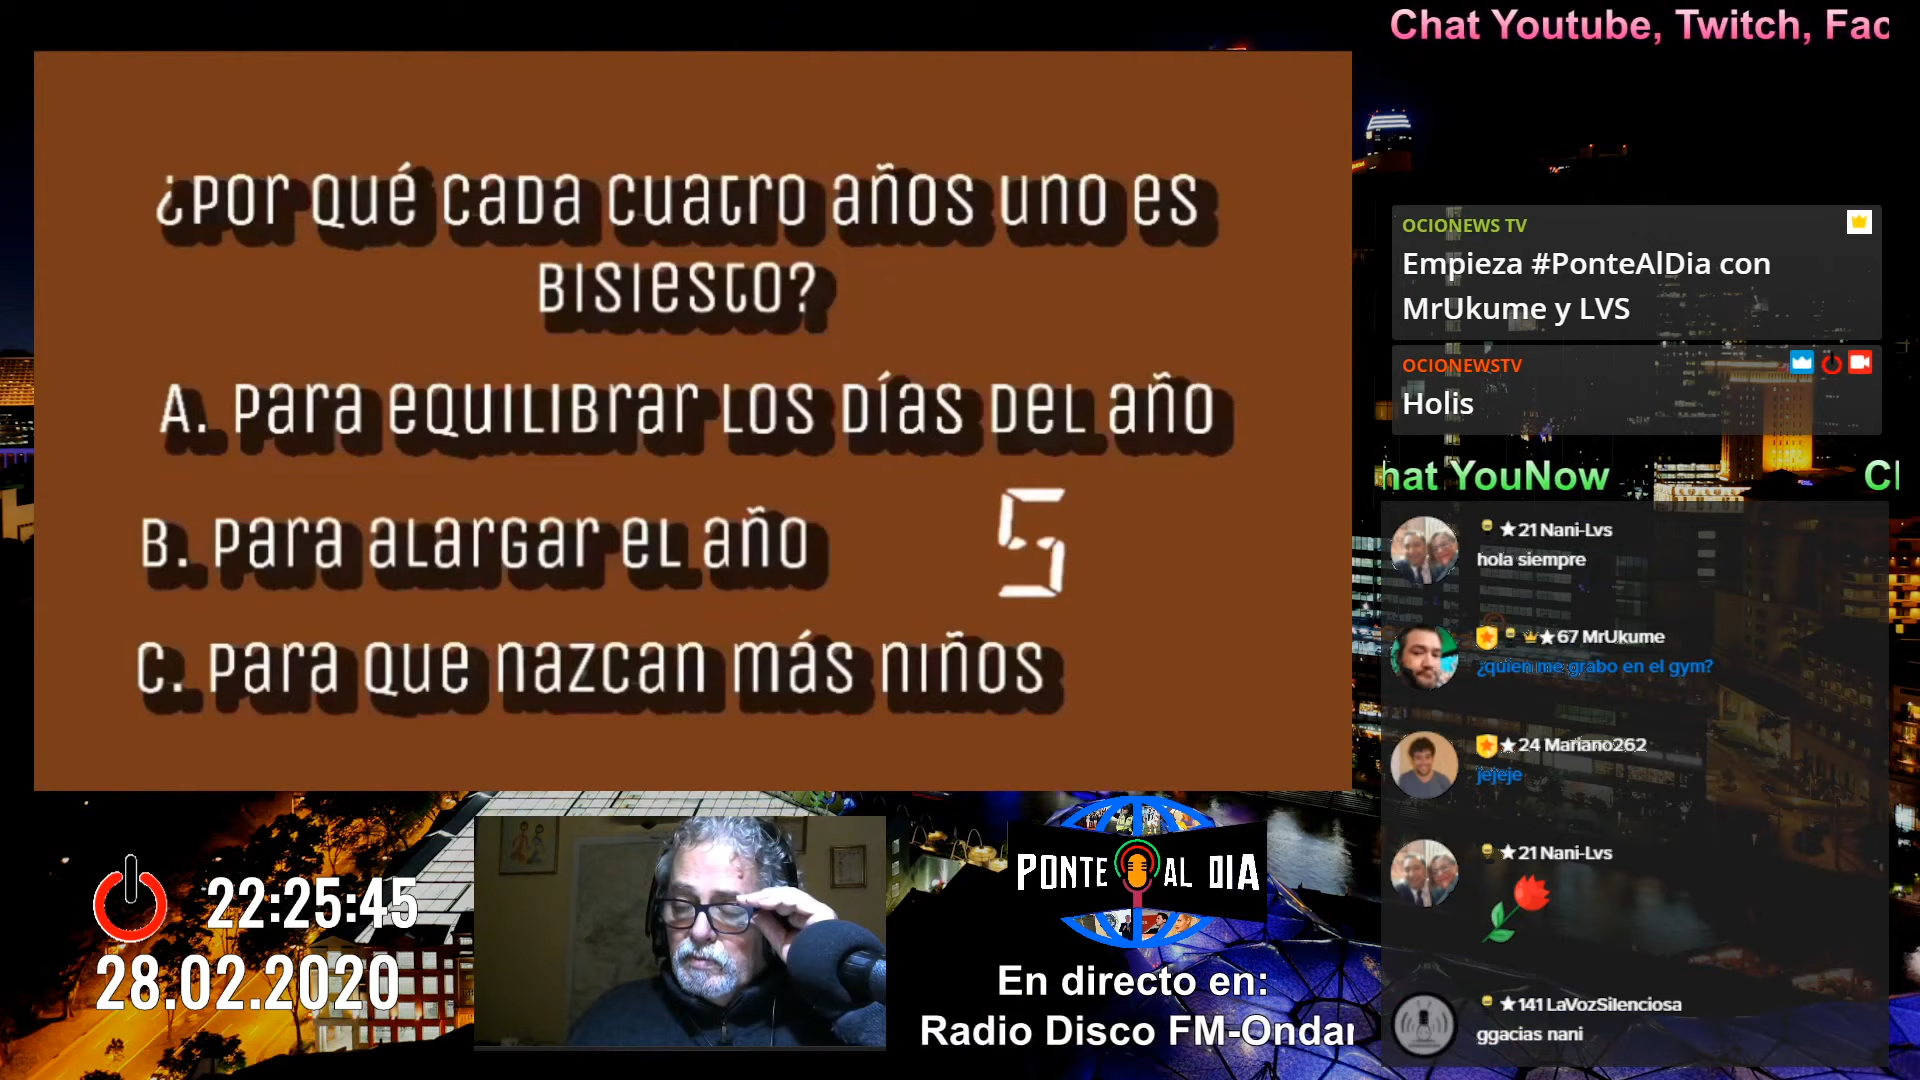 Chat Youtube, Twitch, Fac
¿Por qué cada cuatro años uno es
bisiesto?
A. Para equilibrar los días del año
B. Para alargar el año
5
C. Para que nazcan más niños
OCIONEWS TV
Empieza #PonteAlDia con
MrUkume y LVS
OCIONEWSTV
Holis
hat YouNow
Cl
21 Nani-Lvs
hola siempre
67 MrUkume
¿quien me grabo en el gym?
24 Mariano262
jejeje
21 Nani-Lvs
141 LaVozSilenciosa
ggacias nani
22:25:45
28.02.2020
PONTE AL DIA
En directo en:
Radio Disco FM-Ondar